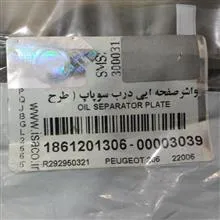 SMS
300031
واشر صفحه ایی درب سوپاپ ( طرح
OIL SEPARATOR PLATE
1861201306-00003039
R292950321 PEUGEOT 206 22006
www.isaco.ir